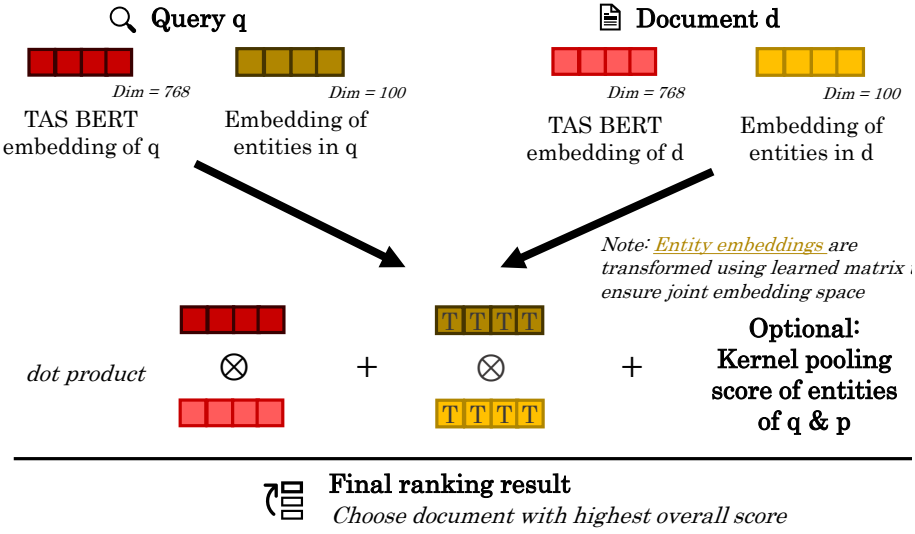 Query q
Document d
Dim = 768
Dim = 100
Dim = 768
Dim = 100
TAS BERT
embedding of q
Embedding of
entities in q
TAS BERT
embedding of d
Embedding of
entities in d
Note: Entity embeddings are
transformed using learned matrix
ensure joint embedding space
T T T T
dot product
+
+
T T T T
Optional:
Kernel pooling
score of entities
of q & p
Final ranking result
Choose document with highest overall score